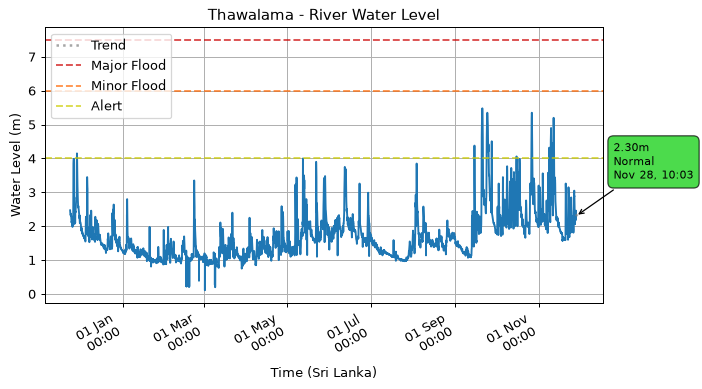 Thawalama - River Water Level
Trend
Major Flood
Minor Flood
Alert
Water Level (m)
7
6
5
4
3
2
1
0
2.30m
Normal
Nov 28, 10:03
01 Jan
00:00
01 Mar
00:00
01 May
00:00
01 Jul
00:00
01 Sep
00:00
01 Nov
00:00
Time (Sri Lanka)